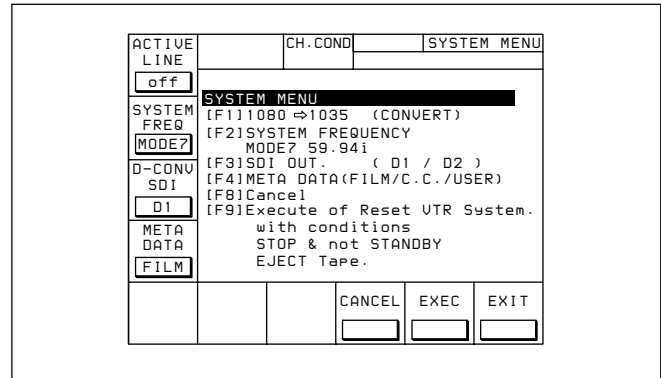 CH.COND SYSTEM MENU
ACTIVE
LINE
off
SYSTEM
FREQ
MODE7
D-CONV
SDI
D1
META
DATA
FILM
SYSTEM MENU
[F1]1080 ⇨1035 (CONVERT)
[F2]SYSTEM FREQUENCY
MODE7 59.94i
[F3]SDI OUT. ( D1 / D2 )
[F4]META DATA(FILM/C.C./USER)
[F8]Cancel
[F9]Execute of Reset VTR System.
with conditions
STOP & not STANDBY
EJECT Tape.
CANCEL EXEC EXIT